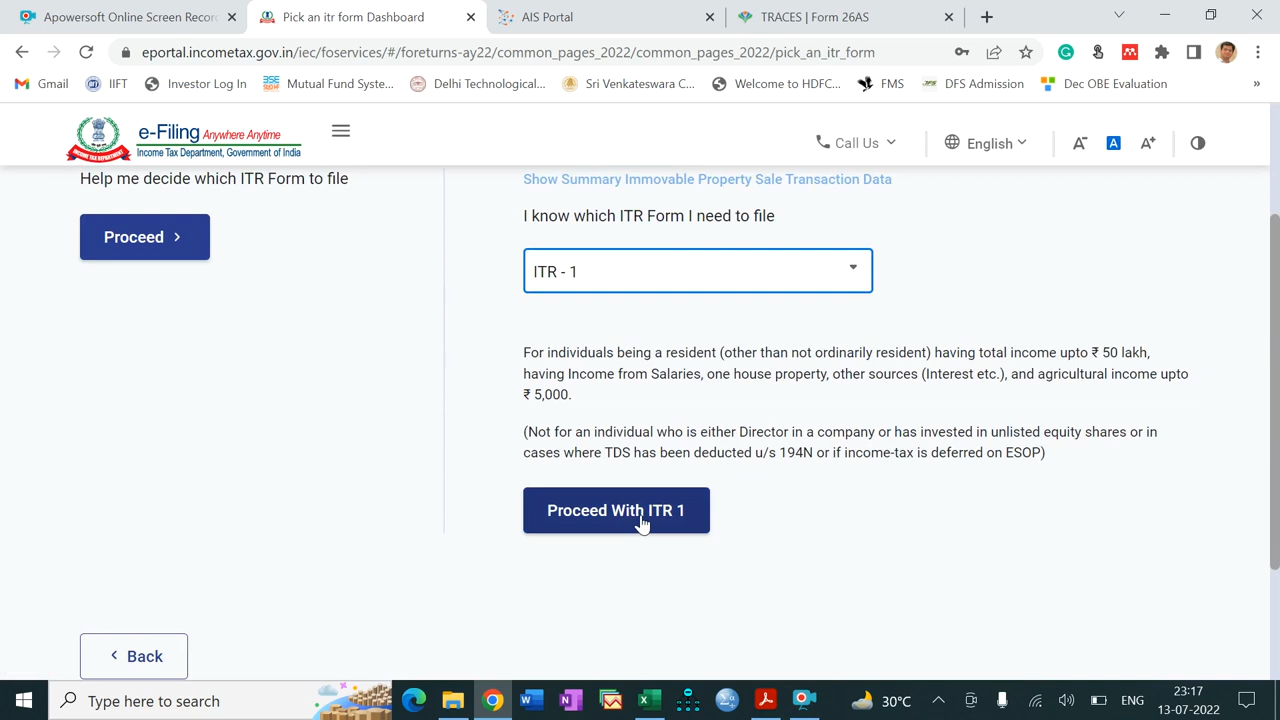 Apowersoft Online Screen Recor
Pick an itr form Dashboard
AIS Portal
TRACES | Form 26AS
eportal.incometax.gov.in/iec/foservices/#/foreturns-ay22/common_pages_2022/common_pages_2022/pick_an_itr_form
Gmail
IIFT
Investor Log In
BSE
Mutual Fund Syste...
Delhi Technological...
Sri Venkateswara C...
Welcome to HDFC...
FMS
DFS Admission
Dec OBE Evaluation
»
e-Filing Anywhere Anytime
Income Tax Department, Government of India
Call Us
English
A-
A
A+
Help me decide which ITR Form to file
Proceed
Show Summary Immovable Property Sale Transaction Data
I know which ITR Form I need to file
ITR - 1
For individuals being a resident (other than not ordinarily resident) having total income upto ₹ 50 lakh,
having Income from Salaries, one house property, other sources (Interest etc.), and agricultural income upto
₹ 5,000.
(Not for an individual who is either Director in a company or has invested in unlisted equity shares or in
cases where TDS has been deducted u/s 194N or if income-tax is deferred on ESOP)
Proceed With ITR 1
Back
Type here to search
30°C
ENG
23:17
13-07-2022